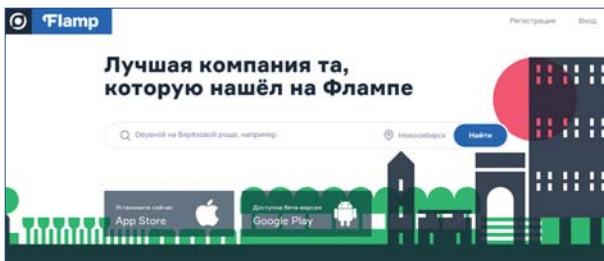 Flamp
Регистрация Вход
Лучшая компания та,
которую нашёл на Флампе
Обувной на Берёзовой роще, например
Новосибирск
Найти
Установите сейчас
App Store
Доступна бета-версия
Google Play